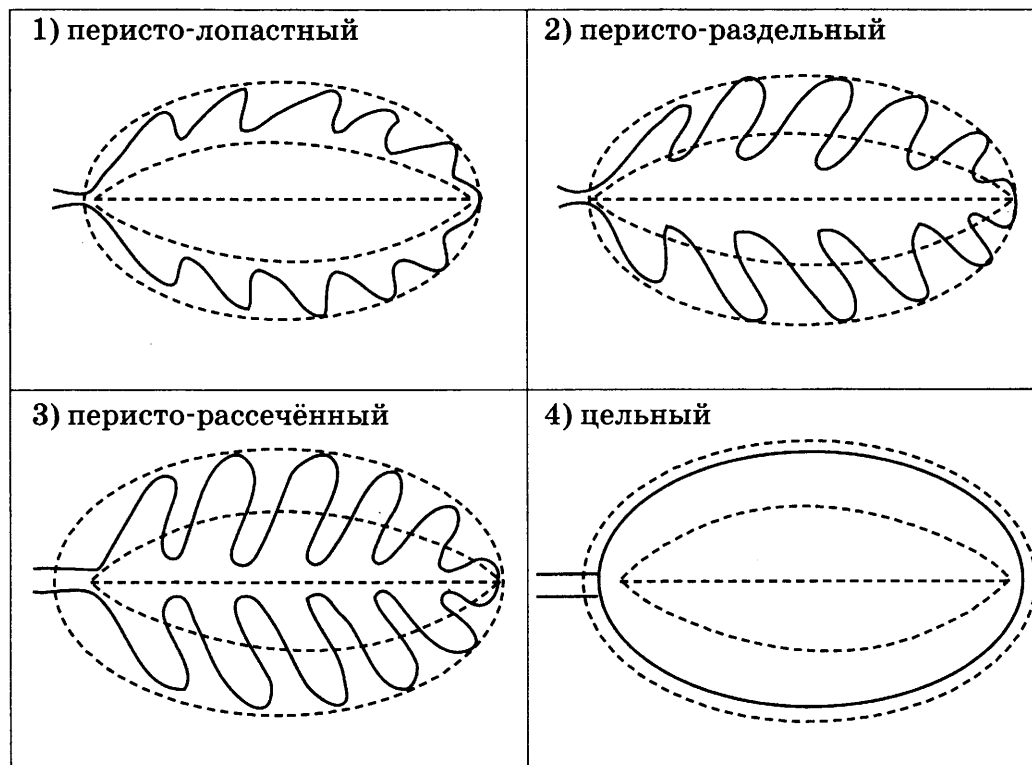 1) перисто-лопастный
2) перисто-раздельный
3) перисто-рассечённый
4) цельный